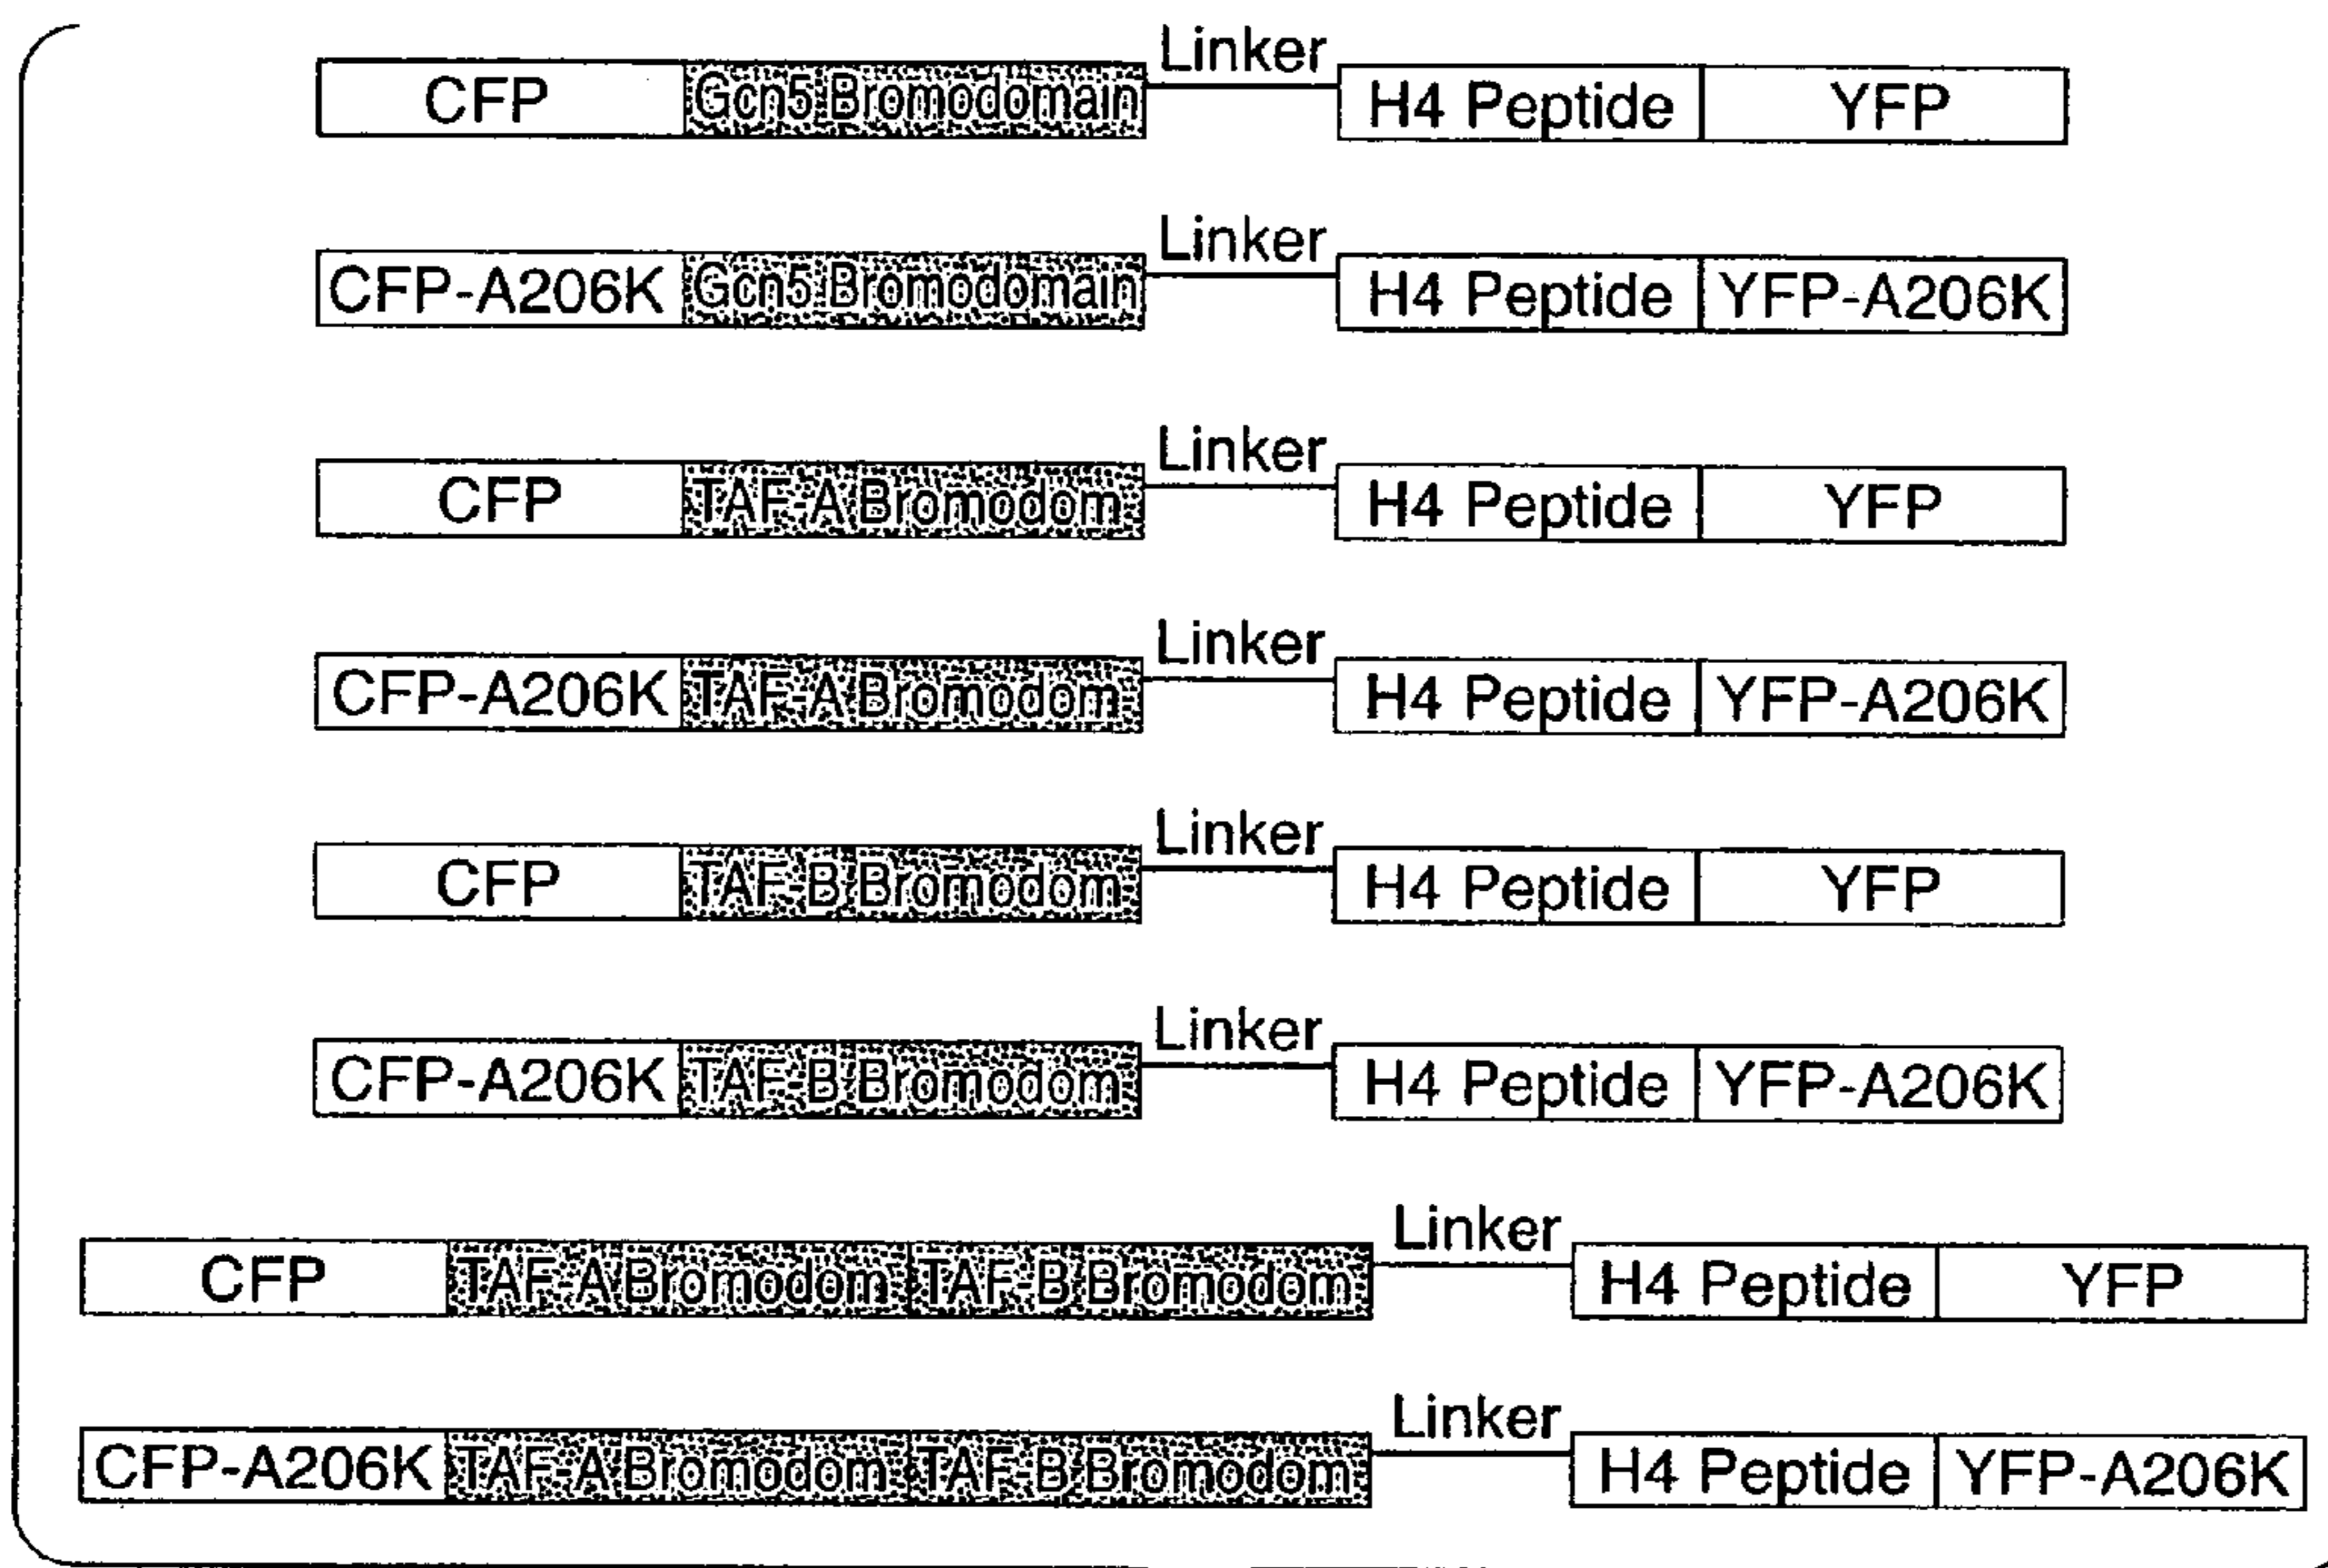 Linker
CFP Gcn5 Bromodomain H4 Peptide YFP
Linker
CFP-A206K Gcn5 Bromodomain H4 Peptide YFP-A206K
Linker
CFP TAF-A Bromodom H4 Peptide YFP
Linker
CFP-A206K TAF-A Bromodom H4 Peptide YFP-A206K
Linker
CFP TAF-B Bromodom H4 Peptide YFP
Linker
CFP-A206K TAF-B Bromodom H4 Peptide YFP-A206K
Linker
CFP TAF-A Bromodom TAF-B Bromodom H4 Peptide YFP
Linker
CFP-A206K TAF-A Bromodom TAF-B Bromodom H4 Peptide YFP-A206K